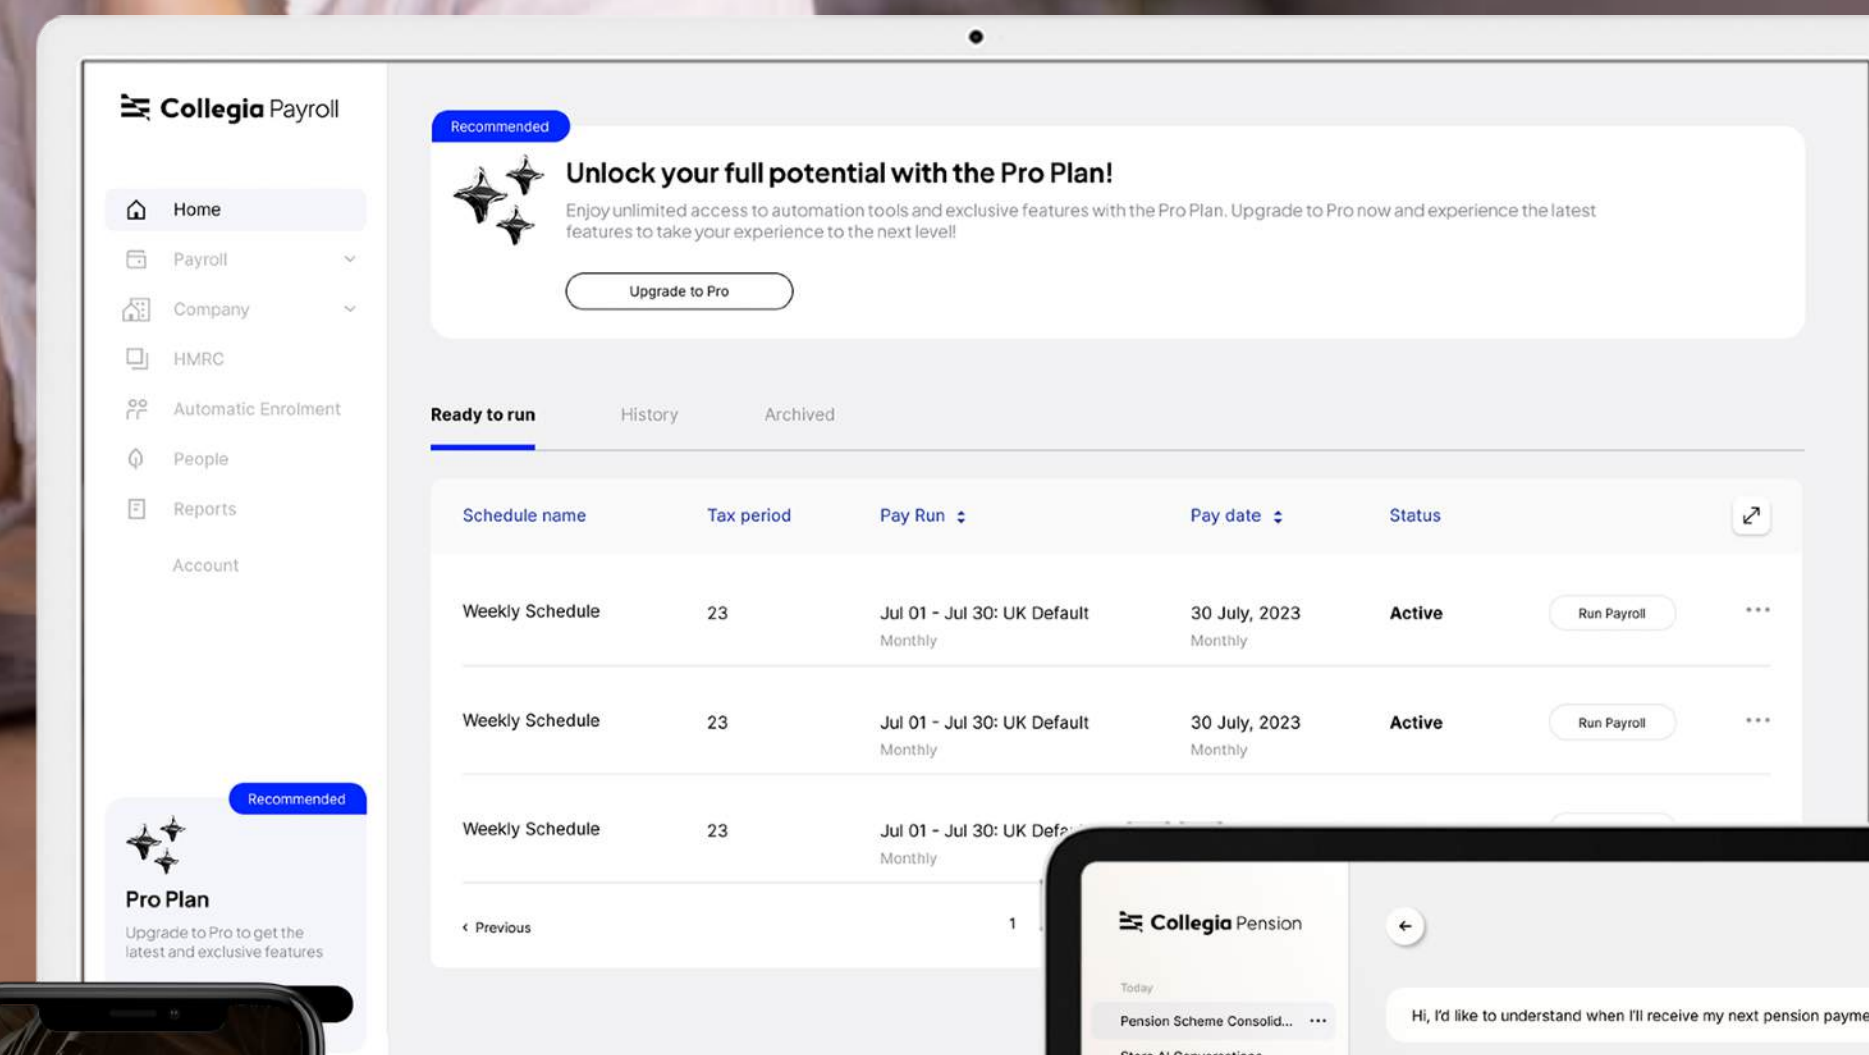 Collegia Payroll
Home
Payroll
Company
HMRC
Automatic Enrolment
People
Reports
Account
Recommended
Pro Plan
Upgrade to Pro to get the
latest and exclusive features
Recommended
Unlock your full potential with the Pro Plan!
Enjoy unlimited access to automation tools and exclusive features with the Pro Plan. Upgrade to Pro now and experience the latest
features to take your experience to the next level!
Upgrade to Pro
Ready to run History Archived
Schedule name Tax period Pay Run Pay date Status
Weekly Schedule 23 Jul 01 - Jul 30: UK Default 30 July, 2023 Active Run Payroll
Monthly Monthly
Weekly Schedule 23 Jul 01 - Jul 30: UK Default 30 July, 2023 Active Run Payroll
Monthly Monthly
Weekly Schedule 23 Jul 01 - Jul 30: UK
Monthly
‹ Previous 1
Collegia Pension
Today
Pension Scheme Consolid...
Hi, I'd like to understand when I'll receive my next pension